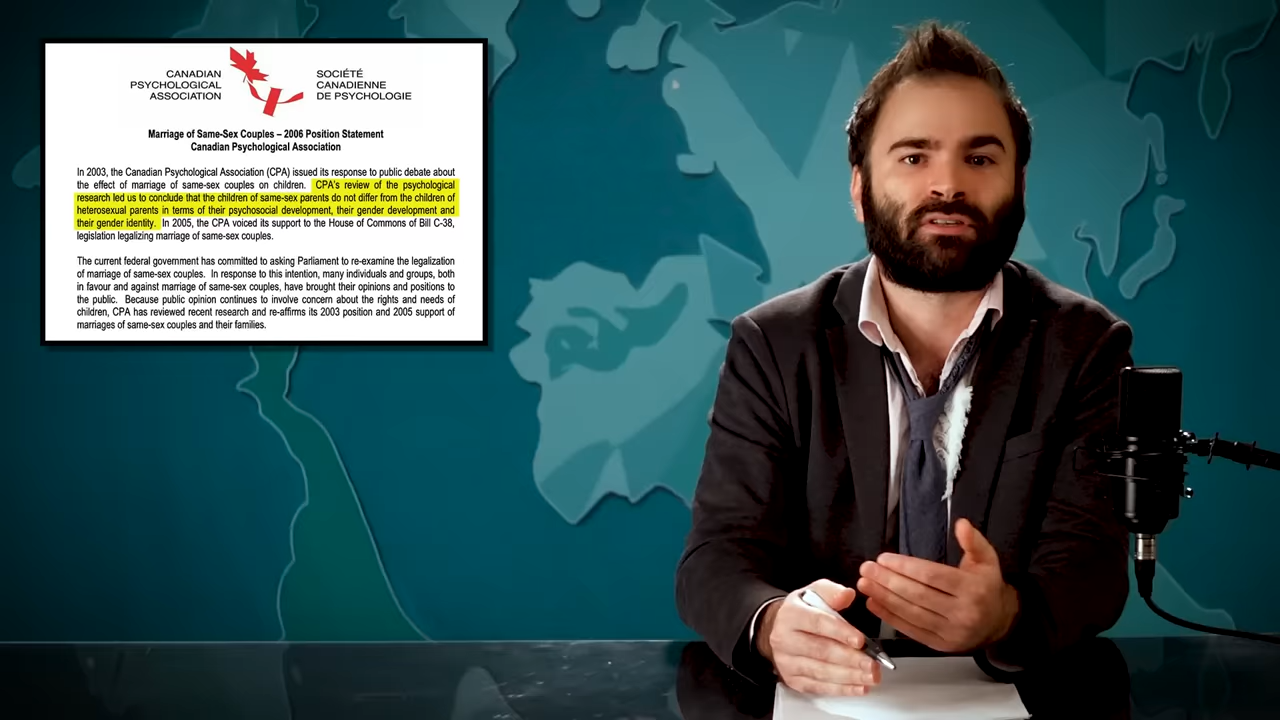 CANADIAN
PSYCHOLOGICAL
ASSOCIATION
SOCIÉTÉ
CANADIENNE
DE PSYCHOLOGIE
Marriage of Same-Sex Couples – 2006 Position Statement
Canadian Psychological Association
In 2003, the Canadian Psychological Association (CPA) issued its response to public debate about
the effect of marriage of same-sex couples on children. CPA's review of the psychological
research led us to conclude that the children of same-sex parents do not differ from the children of
heterosexual parents in terms of their psychosocial development, their gender development and
their gender identity. In 2005, the CPA voiced its support to the House of Commons of Bill C-38,
legislation legalizing marriage of same-sex couples.
The current federal government has committed to asking Parliament to re-examine the legalization
of marriage of same-sex couples. In response to this intention, many individuals and groups, both
in favour and against marriage of same-sex couples, have brought their opinions and positions to
the public. Because public opinion continues to involve concern about the rights and needs of
children, CPA has reviewed recent research and re-affirms its 2003 position and 2005 support of
marriages of same-sex couples and their families.